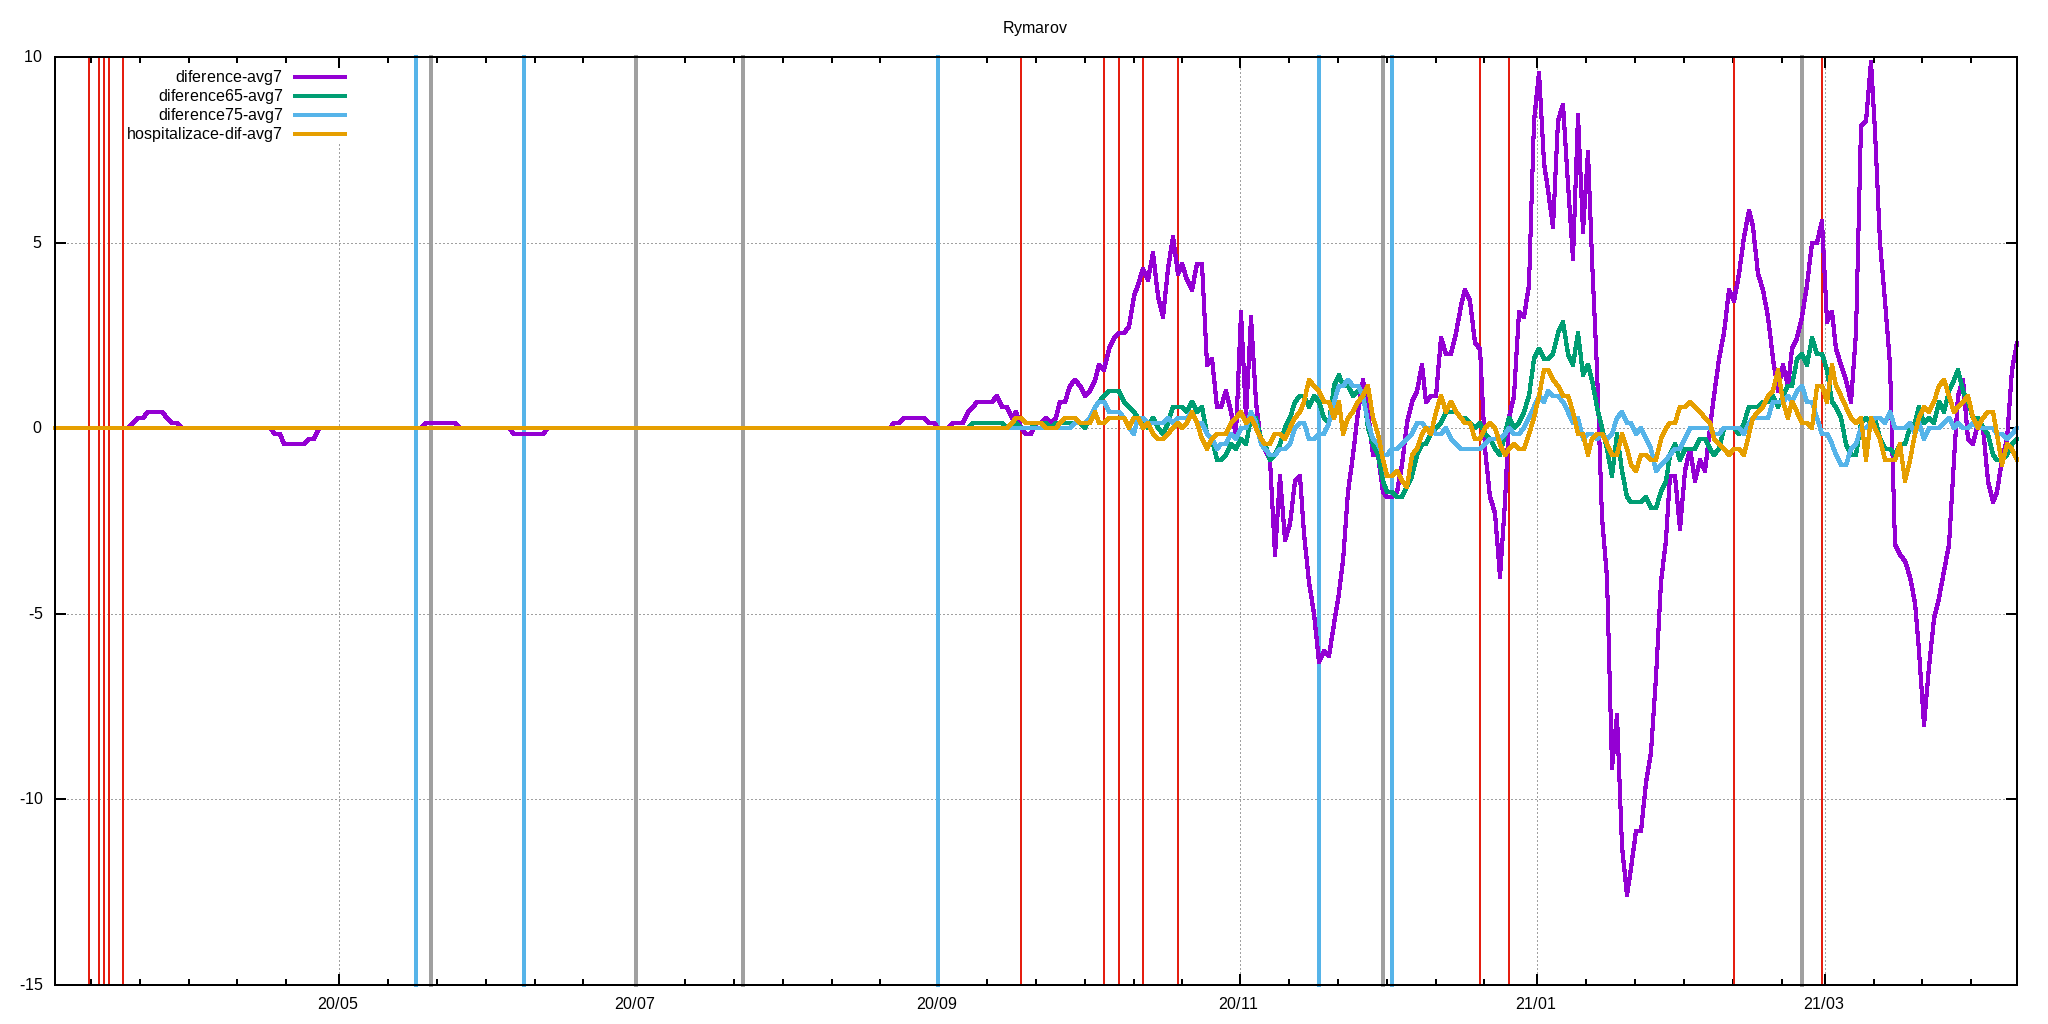 Rymarov
diference-avg7
diference65-avg7
diference75-avg7
hospitalizace-dif-avg7
10
5
0
-5
-10
-15
20/05 20/07 20/09 20/11 21/01 21/03